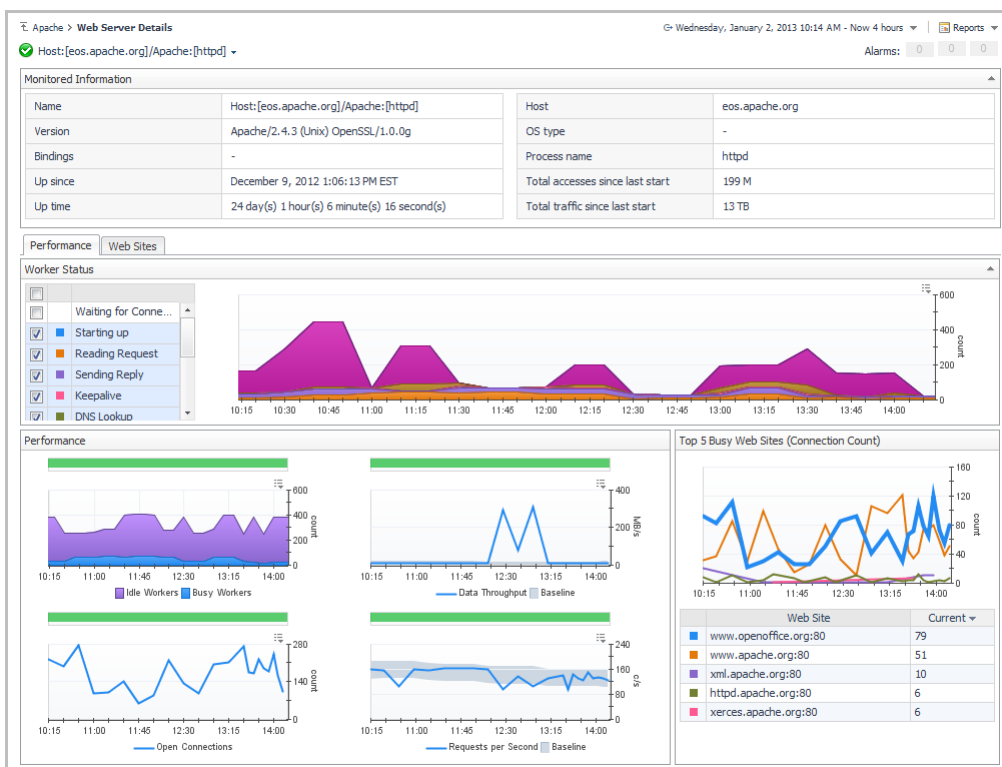 Apache > Web Server Details
Wednesday, January 2, 2013 10:14 AM - Now 4 hours
Reports
Host:[eos.apache.org]/Apache:[httpd]
Alarms: 0 0 0
Monitored Information
Name Host:[eos.apache.org]/Apache:[httpd] Host eos.apache.org
Version Apache/2.4.3 (Unix) OpenSSL/1.0.0g OS type -
Bindings - Process name httpd
Up since December 9, 2012 1:06:13 PM EST Total accesses since last start 199 M
Up time 24 day(s) 1 hour(s) 6 minute(s) 16 second(s) Total traffic since last start 13 TB
Performance Web Sites
Worker Status
Waiting for Conne...
Starting up
Reading Request
Sending Reply
Keepalive
DNS Lookup
600
400
200
0
count
10:15 10:30 10:45 11:00 11:15 11:30 11:45 12:00 12:15 12:30 12:45 13:00 13:15 13:30 13:45 14:00
Performance
600
400
200
0
count
10:15 11:00 11:45 12:30 13:15 14:00
Idle Workers Busy Workers
400
200
0
kB/s
10:15 11:00 11:45 12:30 13:15 14:00
Data Throughput Baseline
280
140
0
count
10:15 11:00 11:45 12:30 13:15 14:00
Open Connections
240
160
80
0
c/s
10:15 11:00 11:45 12:30 13:15 14:00
Requests per Second Baseline
Top 5 Busy Web Sites (Connection Count)
160
120
80
40
0
count
10:15 11:00 11:45 12:30 13:15 14:00
Web Site Current
www.openoffice.org:80 79
www.apache.org:80 51
xml.apache.org:80 10
httpd.apache.org:80 6
xerces.apache.org:80 6